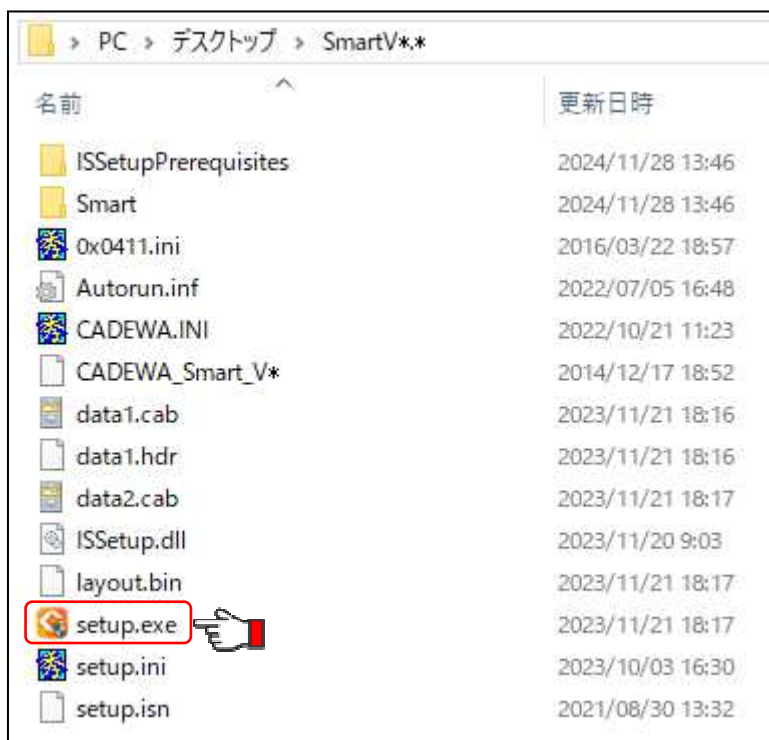 PC > デスクトップ > SmartV*.*
名前 更新日時
ISSetupPrerequisites 2024/11/28 13:46
Smart 2024/11/28 13:46
0x0411.ini 2016/03/22 18:57
Autorun.inf 2022/07/05 16:48
CADEWA.INI 2022/10/21 11:23
CADEWA_Smart_V* 2014/12/17 18:52
data1.cab 2023/11/21 18:16
data1.hdr 2023/11/21 18:16
data2.cab 2023/11/21 18:17
ISSetup.dll 2023/11/20 9:03
layout.bin 2023/11/21 18:17
setup.exe 2023/11/21 18:17
setup.ini 2023/10/03 16:30
setup.isn 2021/08/30 13:32